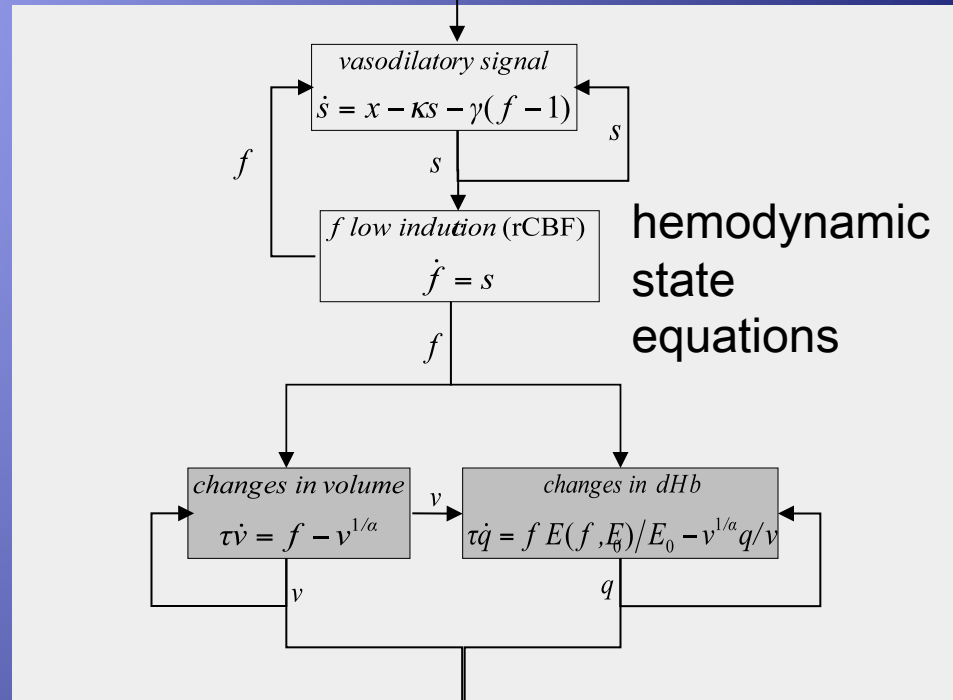 vasodilatory signal
ṡ = x − κs − γ( f − 1)
f
s
s
f low indution (rCBF)
ḟ = s
hemodynamic
state
equations
f
changes in volume
τv̇ = f − v^{1/α}
v
changes in dHb
τq̇ = f E( f ,E₀)/E₀ − v^{1/α} q/v
v
q